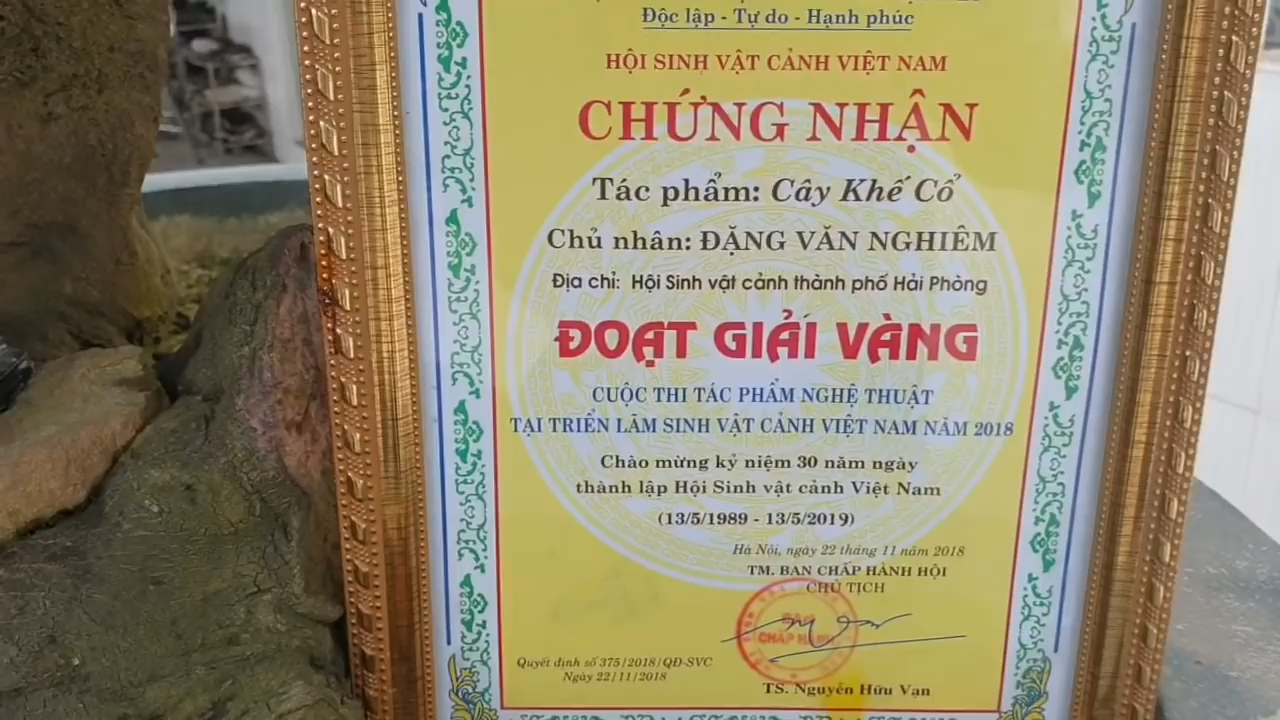 Độc lập - Tự do - Hạnh phúc
HỘI SINH VẬT CẢNH VIỆT NAM
CHỨNG NHẬN
Tác phẩm: Cây Khế Cổ
Chủ nhân: ĐẶNG VĂN NGHIÊM
Địa chỉ: Hội Sinh vật cảnh thành phố Hải Phòng
ĐOẠT GIẢI VÀNG
CUỘC THI TÁC PHẨM NGHỆ THUẬT
TẠI TRIỂN LÃM SINH VẬT CẢNH VIỆT NAM NĂM 2018
Chào mừng kỷ niệm 30 năm ngày
thành lập Hội Sinh vật cảnh Việt Nam
(13/5/1989 - 13/5/2019)
Hà Nội, ngày 22 tháng 11 năm 2018
TM. BAN CHẤP HÀNH HỘI
CHỦ TỊCH
CHẤP HÀNH
Quyết định số 375/2018/QĐ-SVC
Ngày 22/11/2018
TS. Nguyễn Hữu Vạn